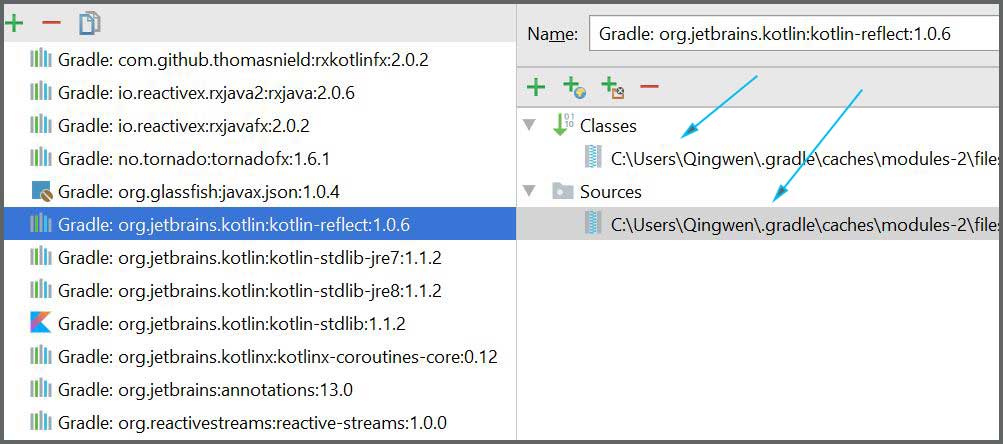 Gradle: com.github.thomasnield:rxkotlinfx:2.0.2
Gradle: io.reactivex.rxjava2:rxjava:2.0.6
Gradle: io.reactivex:rxjavafx:2.0.2
Gradle: no.tornado:tornadofx:1.6.1
Gradle: org.glassfish:javax.json:1.0.4
Gradle: org.jetbrains.kotlin:kotlin-reflect:1.0.6
Gradle: org.jetbrains.kotlin:kotlin-stdlib-jre7:1.1.2
Gradle: org.jetbrains.kotlin:kotlin-stdlib-jre8:1.1.2
Gradle: org.jetbrains.kotlin:kotlin-stdlib:1.1.2
Gradle: org.jetbrains.kotlinx:kotlinx-coroutines-core:0.12
Gradle: org.jetbrains:annotations:13.0
Gradle: org.reactivestreams:reactive-streams:1.0.0
Name: Gradle: org.jetbrains.kotlin:kotlin-reflect:1.0.6
Classes
C:\Users\Qingwen\.gradle\caches\modules-2\files
Sources
C:\Users\Qingwen\.gradle\caches\modules-2\files